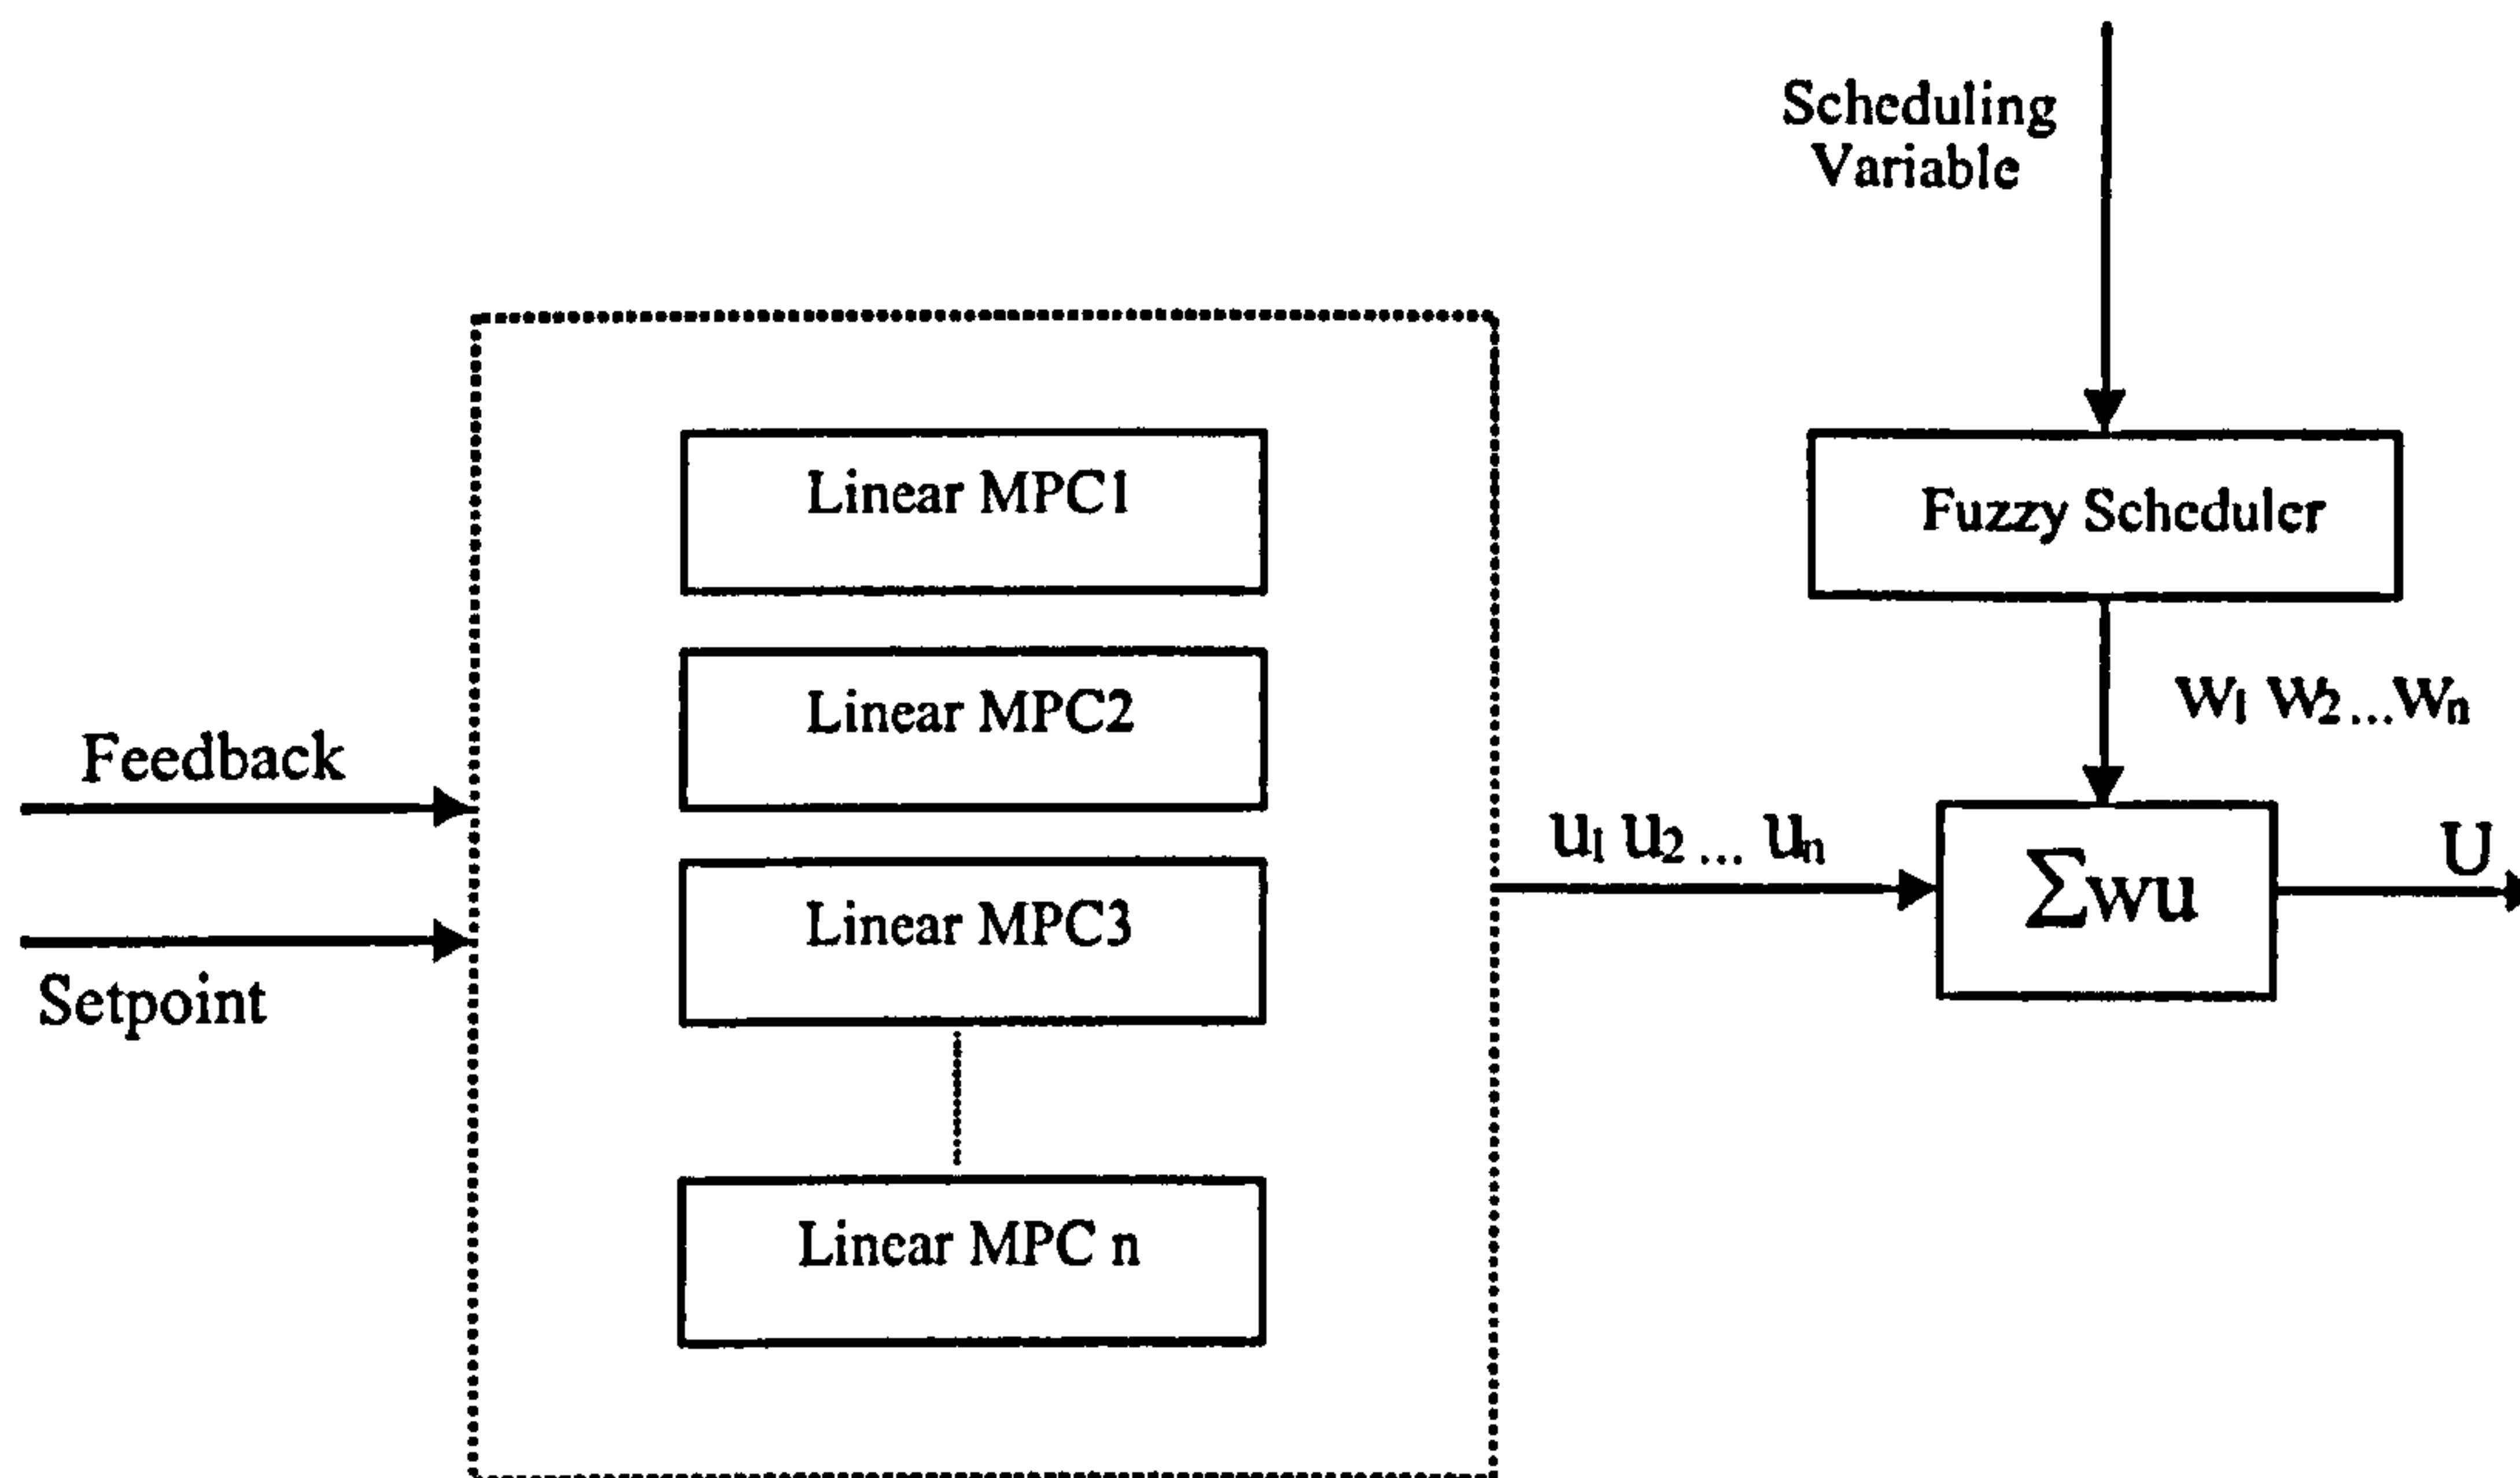 Scheduling
Variable
Linear MPC1
Fuzzy Scheduler
Linear MPC2
w1 w2...wn
Feedback
u1 u2 ... un
U
Linear MPC3
Σwu
Setpoint
Linear MPC n